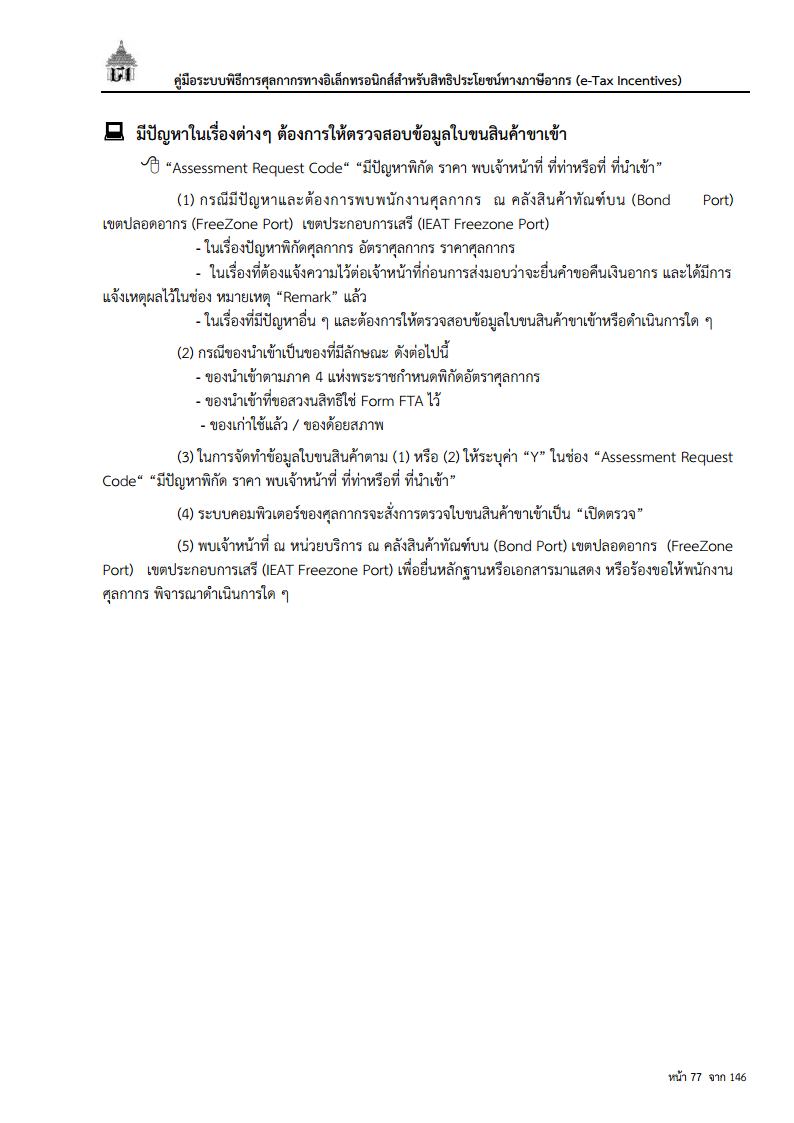 คู่มือระบบพิธีการศุลกากรทางอิเล็กทรอนิกส์สำหรับสิทธิประโยชน์ทางภาษีอากร (e-Tax Incentives)
มีปัญหาในเรื่องต่างๆ ต้องการให้ตรวจสอบข้อมูลใบขนสินค้าขาเข้า
“Assessment Request Code“ “มีปัญหาพิกัด ราคา พบเจ้าหน้าที่ ที่ท่าหรือที่ ที่นำเข้า”
(1) กรณีมีปัญหาและต้องการพบพนักงานศุลกากร ณ คลังสินค้าทัณฑ์บน (Bond Port)
เขตปลอดอากร (FreeZone Port) เขตประกอบการเสรี (IEAT Freezone Port)
- ในเรื่องปัญหาพิกัดศุลกากร อัตราศุลกากร ราคาศุลกากร
- ในเรื่องที่ต้องแจ้งความไว้ต่อเจ้าหน้าที่ก่อนการส่งมอบว่าจะยื่นคำขอคืนเงินอากร และได้มีการ
แจ้งเหตุผลไว้ในช่อง หมายเหตุ “Remark” แล้ว
- ในเรื่องที่มีปัญหาอื่น ๆ และต้องการให้ตรวจสอบข้อมูลใบขนสินค้าขาเข้าหรือดำเนินการใด ๆ
(2) กรณีของนำเข้าเป็นของที่มีลักษณะ ดังต่อไปนี้
- ของนำเข้าตามภาค 4 แห่งพระราชกำหนดพิกัดอัตราศุลกากร
- ของนำเข้าที่ขอสวงนสิทธิใช่ Form FTA ไว้
- ของเก่าใช้แล้ว / ของด้อยสภาพ
(3) ในการจัดทำข้อมูลใบขนสินค้าตาม (1) หรือ (2) ให้ระบุค่า “Y” ในช่อง “Assessment Request
Code“ “มีปัญหาพิกัด ราคา พบเจ้าหน้าที่ ที่ท่าหรือที่ ที่นำเข้า”
(4) ระบบคอมพิวเตอร์ของศุลกากรจะสั่งการตรวจใบขนสินค้าขาเข้าเป็น “เปิดตรวจ”
(5) พบเจ้าหน้าที่ ณ หน่วยบริการ ณ คลังสินค้าทัณฑ์บน (Bond Port) เขตปลอดอากร (FreeZone
Port) เขตประกอบการเสรี (IEAT Freezone Port) เพื่อยื่นหลักฐานหรือเอกสารมาแสดง หรือร้องขอให้พนักงาน
ศุลกากร พิจารณาดำเนินการใด ๆ
หน้า 77 จาก 146